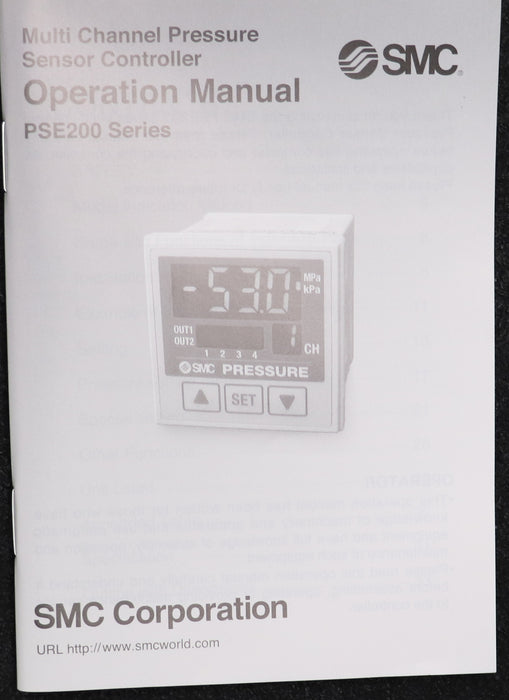 Multi Channel Pressure
Sensor Controller
SMC®
Operation Manual
PSE200 Series
-53.0
MPa
kPa
OUT1
OUT2
1 2 3 4
1 CH
SMC PRESSURE
SET
SMC Corporation
URL http://www.smcworld.com